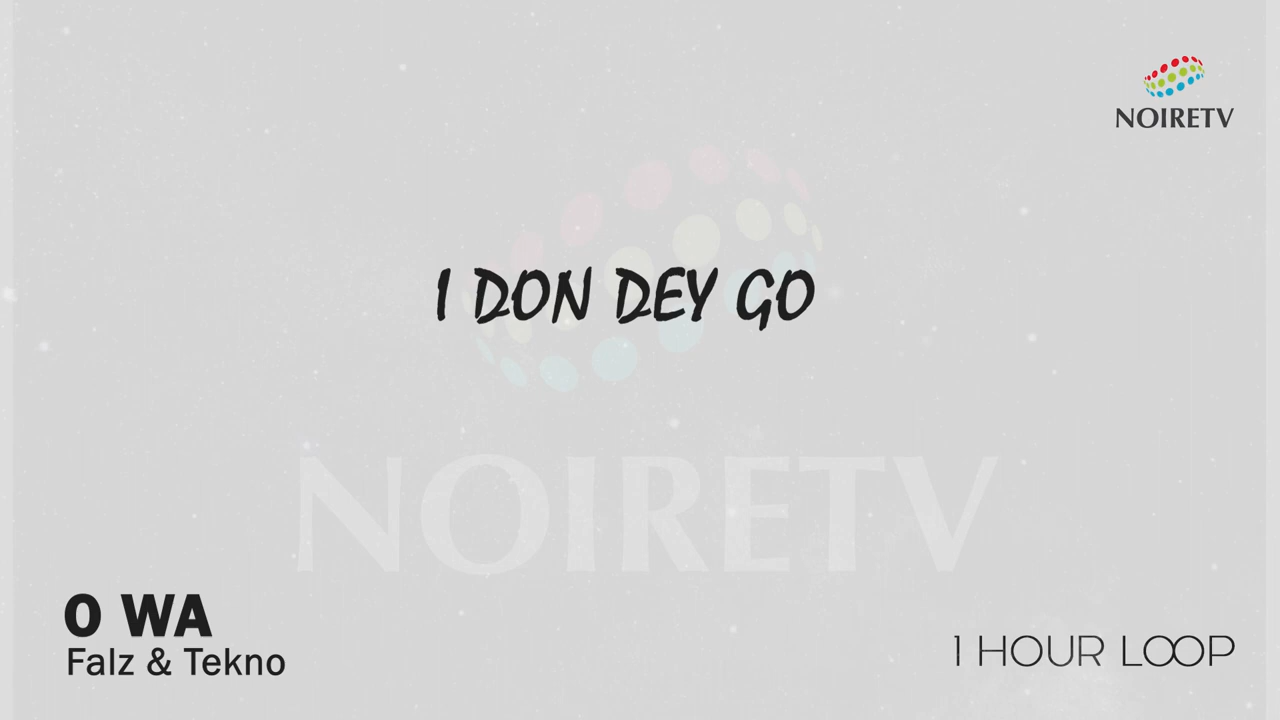 NOIRETV
I DON DEY GO
NOIRETV
O WA
Falz & Tekno
1 HOUR LOOP